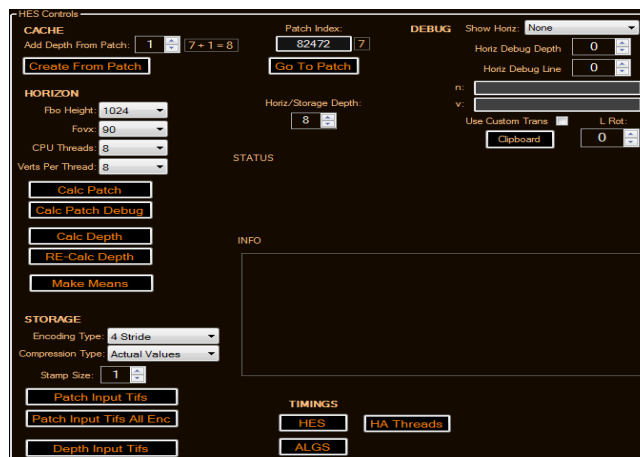 HES Controls
CACHE
Add Depth From Patch: 1 7 + 1 = 8
Create From Patch
Patch Index:
82472 7
Go To Patch
DEBUG
Show Horiz: None
Horiz Debug Depth 0
Horiz Debug Line 0
n:
v:
Use Custom Trans
L Rot:
Clipboard
0
HORIZON
Fbo Height: 1024
Fovx: 90
CPU Threads: 8
Verts Per Thread: 8
Horiz/Storage Depth:
8
Calc Patch
Calc Patch Debug
Calc Depth
RE-Calc Depth
Make Means
STATUS
INFO
STORAGE
Encoding Type: 4 Stride
Compression Type: Actual Values
Stamp Size: 1
Patch Input Tifs
Patch Input Tifs All Enc
Depth Input Tifs
TIMINGS
HES
HA Threads
ALGS